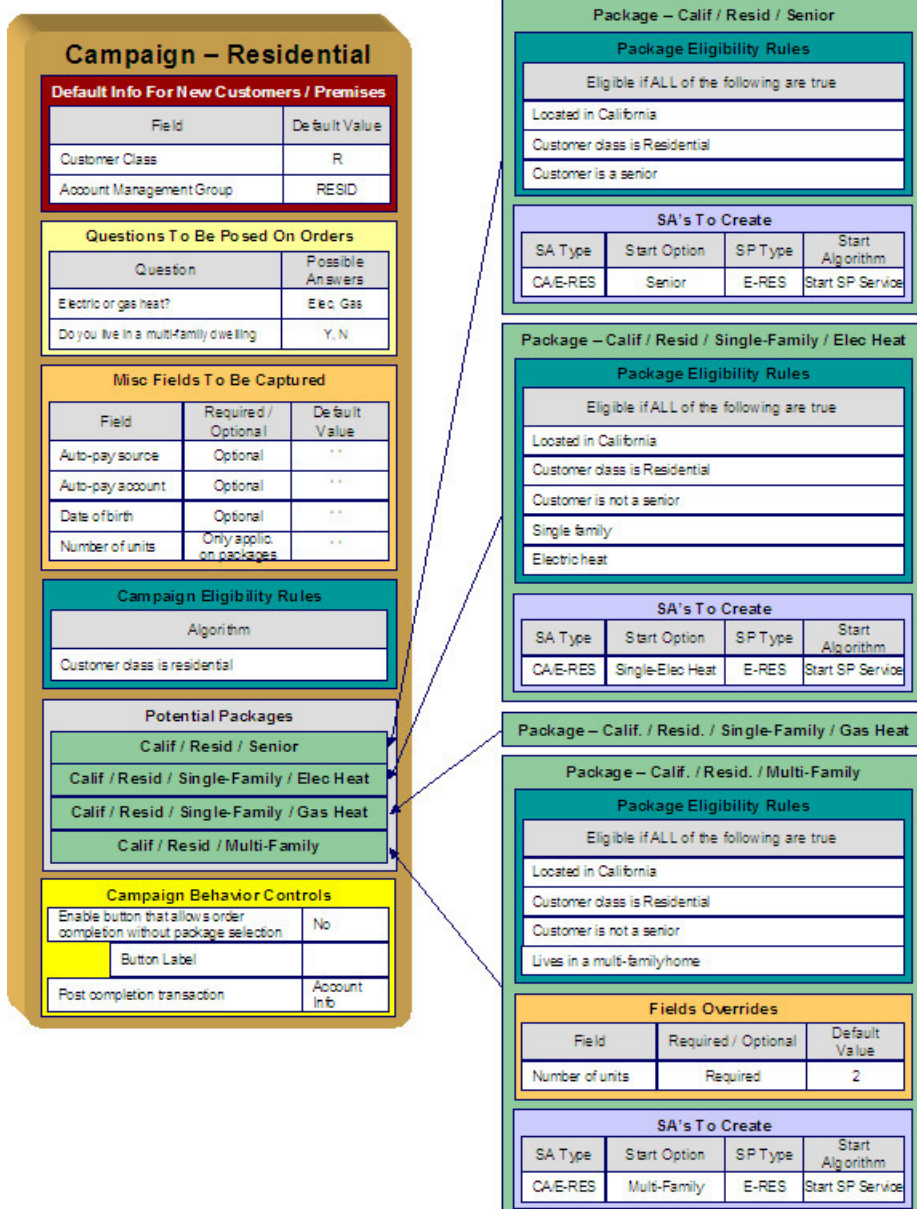 Campaign – Residential
Default Info For New Customers / Premises
Field Default Value
Customer Class R
Account Management Group RESID
Questions To Be Posed On Orders
Question Possible Answers
Electric or gas heat? Elec, Gas
Do you live in a multi-family dwelling Y, N
Misc Fields To Be Captured
Field Required / Optional Default Value
Auto-pay source Optional " "
Auto-pay account Optional " "
Date of birth Optional " "
Number of units Only applic. on packages " "
Campaign Eligibility Rules
Algorithm
Customer class is residential
Potential Packages
Calif / Resid / Senior
Calif / Resid / Single-Family / Elec Heat
Calif / Resid / Single-Family / Gas Heat
Calif / Resid / Multi-Family
Campaign Behavior Controls
Enable button that allows order completion without package selection No
Button Label
Post completion transaction Account Info
Package – Calif / Resid / Senior
Package Eligibility Rules
Eligible if ALL of the following are true
Located in California
Customer class is Residential
Customer is a senior
SA's To Create
SA Type Start Option SP Type Start Algorithm
CA/E-RES Senior E-RES Start SP Service
Package – Calif / Resid / Single-Family / Elec Heat
Package Eligibility Rules
Eligible if ALL of the following are true
Located in California
Customer class is Residential
Customer is not a senior
Single family
Electric heat
SA's To Create
SA Type Start Option SP Type Start Algorithm
CA/E-RES Single-Elec Heat E-RES Start SP Service
Package – Calif. / Resid. / Single-Family / Gas Heat
Package – Calif. / Resid. / Multi-Family
Package Eligibility Rules
Eligible if ALL of the following are true
Located in California
Customer class is Residential
Customer is not a senior
Lives in a multi-family home
Fields Overrides
Field Required / Optional Default Value
Number of units Required 2
SA's To Create
SA Type Start Option SP Type Start Algorithm
CA/E-RES Multi-Family E-RES Start SP Service